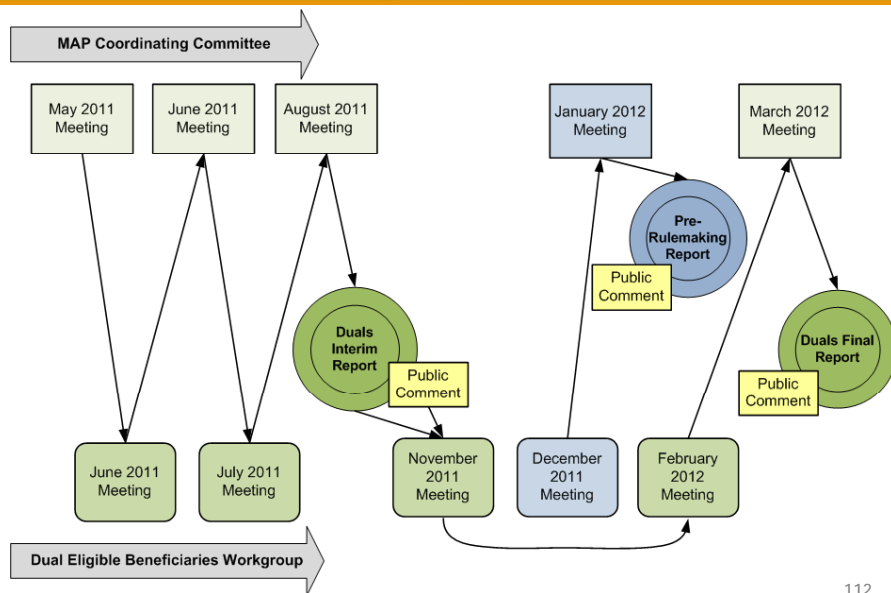 MAP Coordinating Committee
May 2011
Meeting
June 2011
Meeting
August 2011
Meeting
January 2012
Meeting
March 2012
Meeting
Pre-
Rulemaking
Report
Public
Comment
Duals
Interim
Report
Public
Comment
Duals Final
Report
Public
Comment
June 2011
Meeting
July 2011
Meeting
November
2011
Meeting
December
2011
Meeting
February
2012
Meeting
Dual Eligible Beneficiaries Workgroup
112